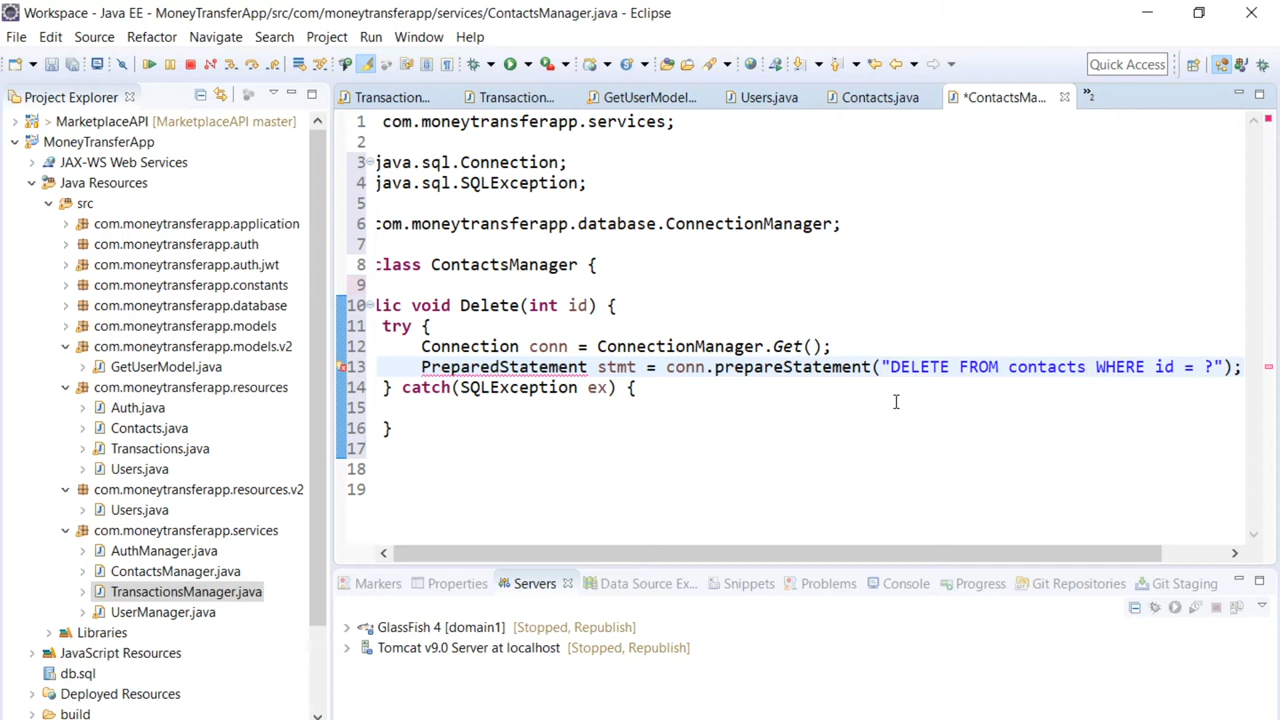 Workspace - Java EE - MoneyTransferApp/src/com/moneytransferapp/services/ContactsManager.java - Eclipse
File Edit Source Refactor Navigate Search Project Run Window Help
Quick Access
Project Explorer
> MarketplaceAPI [MarketplaceAPI master]
MoneyTransferApp
JAX-WS Web Services
Java Resources
src
com.moneytransferapp.application
com.moneytransferapp.auth
com.moneytransferapp.auth.jwt
com.moneytransferapp.constants
com.moneytransferapp.database
com.moneytransferapp.models
com.moneytransferapp.models.v2
GetUserModel.java
com.moneytransferapp.resources
Auth.java
Contacts.java
Transactions.java
Users.java
com.moneytransferapp.resources.v2
Users.java
com.moneytransferapp.services
AuthManager.java
ContactsManager.java
TransactionsManager.java
UserManager.java
Libraries
JavaScript Resources
db.sql
Deployed Resources
build
Transaction... Transaction... GetUserModel... Users.java Contacts.java *ContactsMa... »2
1 com.moneytransferapp.services;
2
3 java.sql.Connection;
4 java.sql.SQLException;
5
6 com.moneytransferapp.database.ConnectionManager;
7
8 class ContactsManager {
9
10 lic void Delete(int id) {
11 try {
12 Connection conn = ConnectionManager.Get();
13 PreparedStatement stmt = conn.prepareStatement("DELETE FROM contacts WHERE id = ?");
14 } catch(SQLException ex) {
15
16 }
17
18
19
Markers Properties Servers Data Source Ex... Snippets Problems Console Progress Git Repositories Git Staging
GlassFish 4 [domain1] [Stopped, Republish]
Tomcat v9.0 Server at localhost [Stopped, Republish]